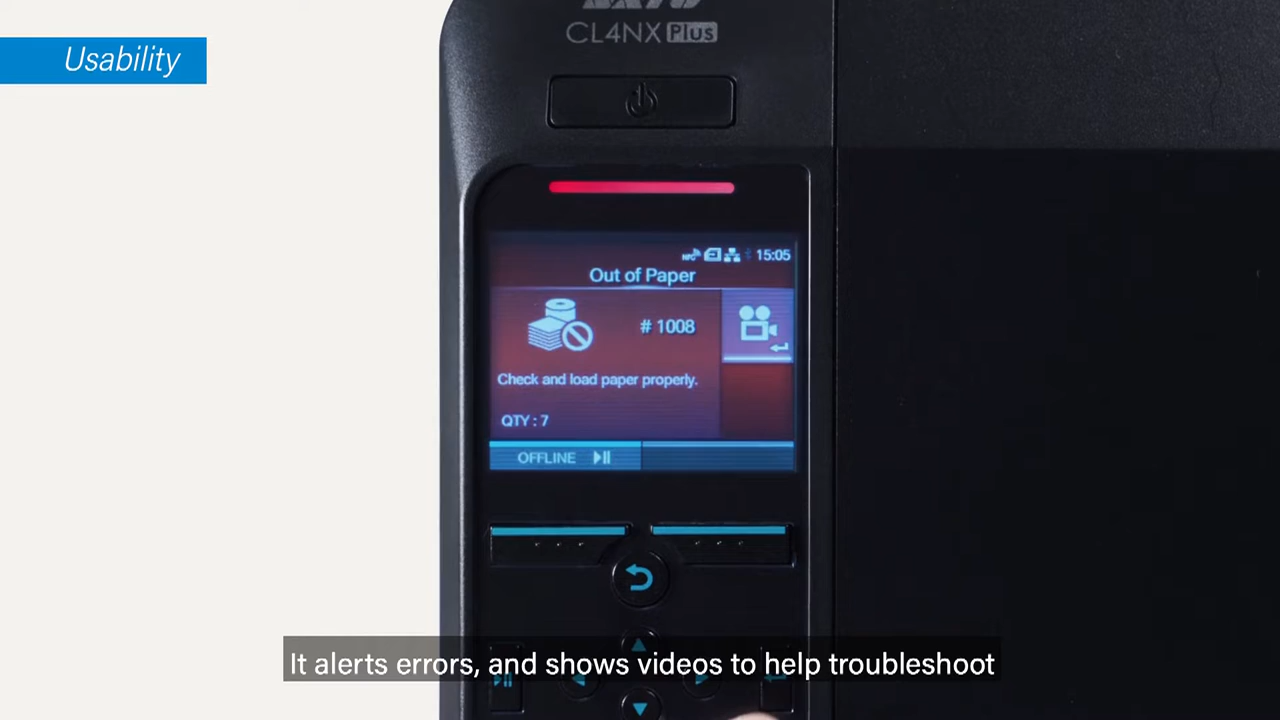 CL4NX Plus
Usability
NFC 15:05
Out of Paper
# 1008
Check and load paper properly.
QTY : 7
OFFLINE
It alerts errors, and shows videos to help troubleshoot